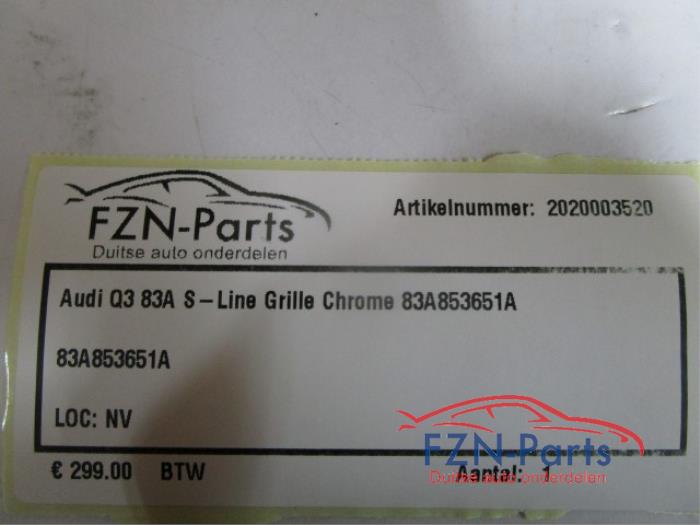 FZN-Parts
Duitse auto onderdelen
Artikelnummer: 2020003520
Audi Q3 83A S-Line Grille Chrome 83A853651A
83A853651A
LOC: NV
€ 299.00 BTW
Aantal: 1
FZN-Parts
Duitse auto onderdelen